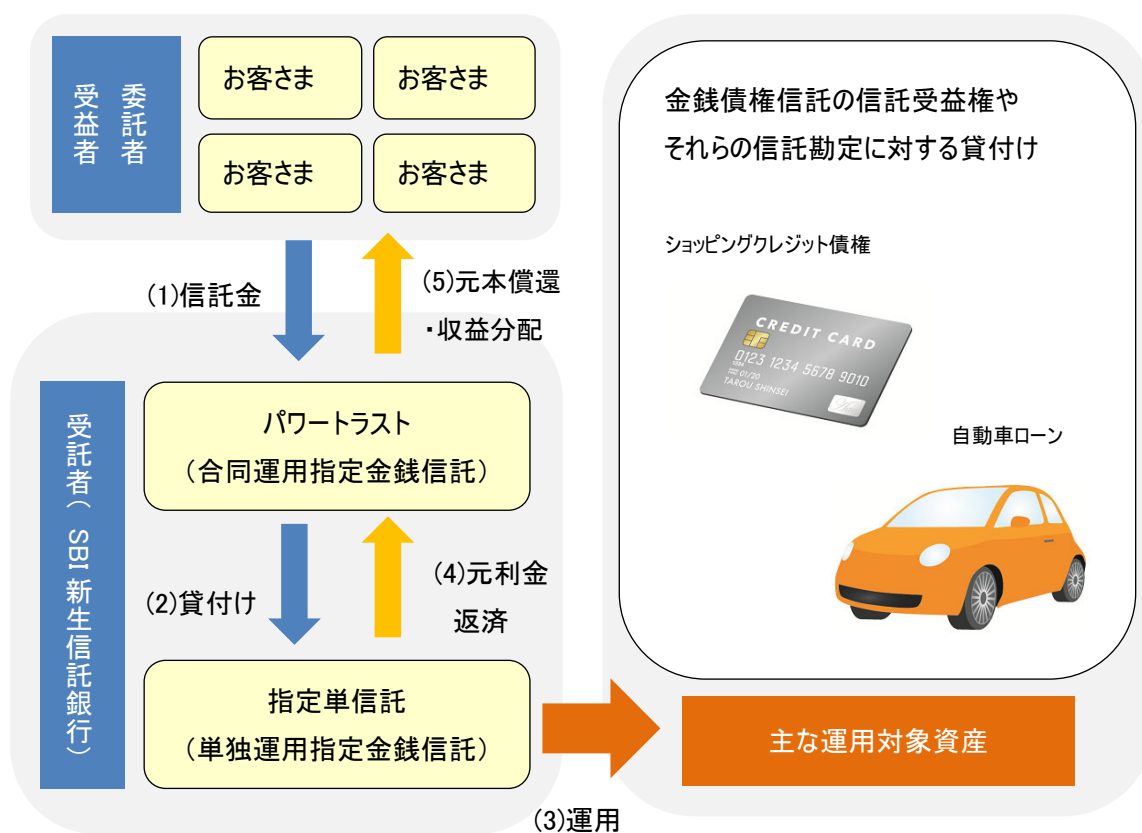 委託者
受益者
お客さま
お客さま
お客さま
お客さま
(1)信託金
(5)元本償還
・収益分配
受託者(SBI新生信託銀行)
パワートラスト
(合同運用指定金銭信託)
(2)貸付け
(4)元利金
返済
指定単信託
(単独運用指定金銭信託)
(3)運用
金銭債権信託の信託受益権や
それらの信託勘定に対する貸付け
ショッピングクレジット債権
CREDIT CARD
0123 1234 5678 9010
01/20
TAROU SHINSEI
自動車ローン
主な運用対象資産